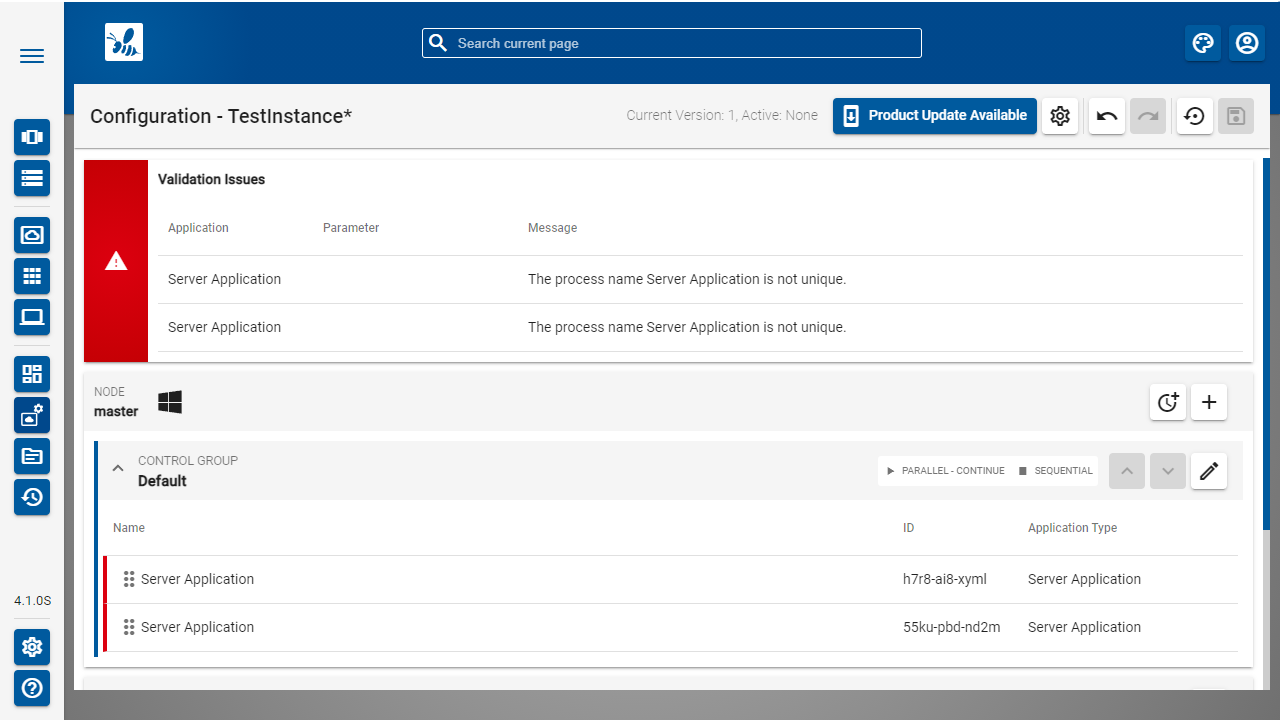 Search current page
Configuration - TestInstance*
Current Version: 1, Active: None
Product Update Available
Validation Issues
Application Parameter Message
Server Application The process name Server Application is not unique.
Server Application The process name Server Application is not unique.
NODE
master
CONTROL GROUP
Default
PARALLEL - CONTINUE SEQUENTIAL
Name ID Application Type
Server Application h7r8-ai8-xyml Server Application
Server Application 55ku-pbd-nd2m Server Application
4.1.0S